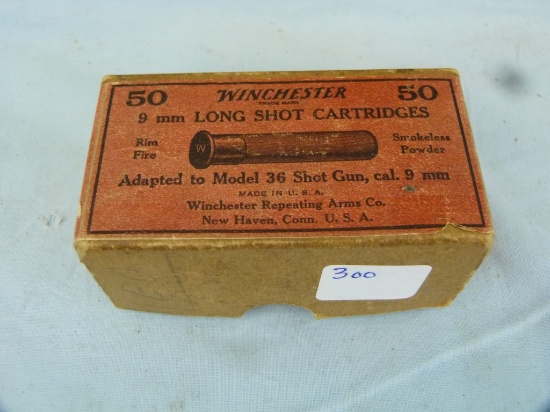 50 WINCHESTER 50
TRADE MARK
9 mm LONG SHOT CARTRIDGES
Rim Fire
Smokeless Powder
W
Adapted to Model 36 Shot Gun, cal. 9 mm
MADE IN U. S. A.
Winchester Repeating Arms Co.
New Haven, Conn. U. S. A.
300